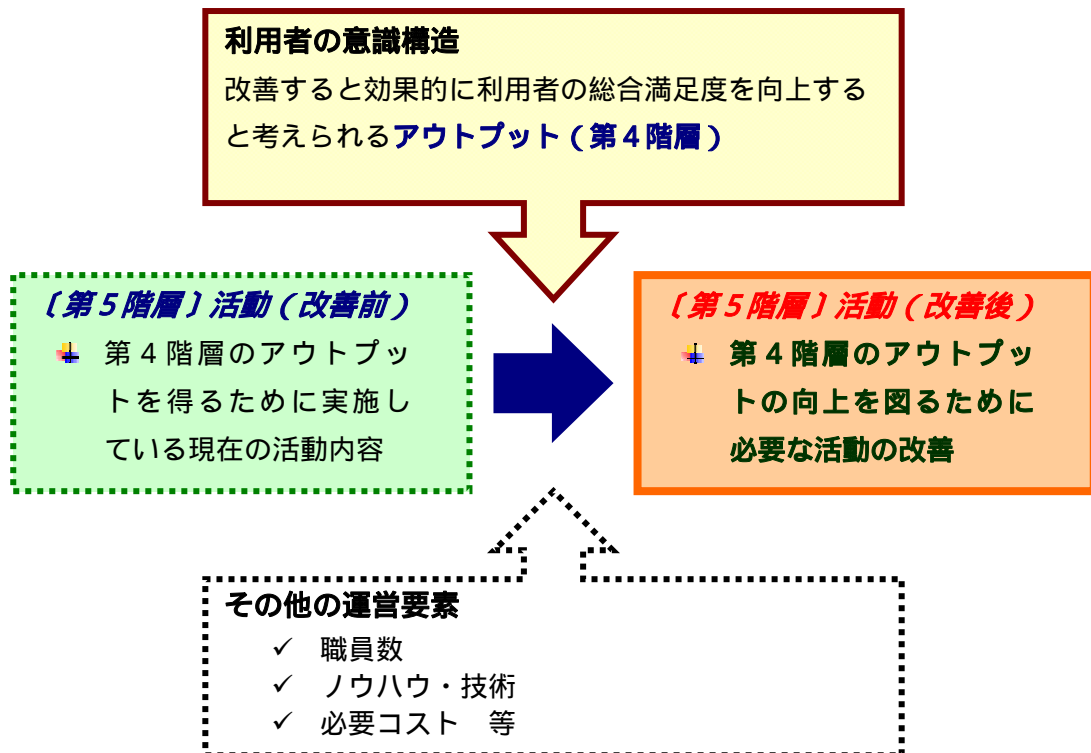 利用者の意識構造
改善すると効果的に利用者の総合満足度を向上する
と考えられるアウトプット（第４階層）
〔第５階層〕活動（改善前）
第４階層のアウトプッ
トを得るために実施し
ている現在の活動内容
〔第５階層〕活動（改善後）
第４階層のアウトプッ
トの向上を図るために
必要な活動の改善
その他の運営要素
✓ 職員数
✓ ノウハウ・技術
✓ 必要コスト　等